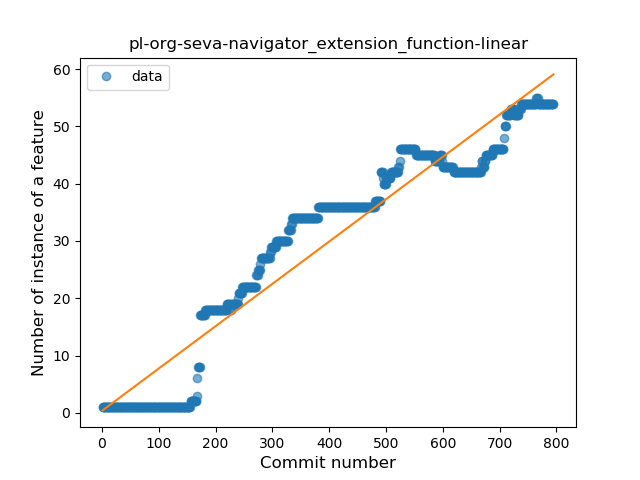 pl-org-seva-navigator_extension_function-linear
data
Number of instance of a feature
60
50
40
30
20
10
0
0 100 200 300 400 500 600 700 800
Commit number